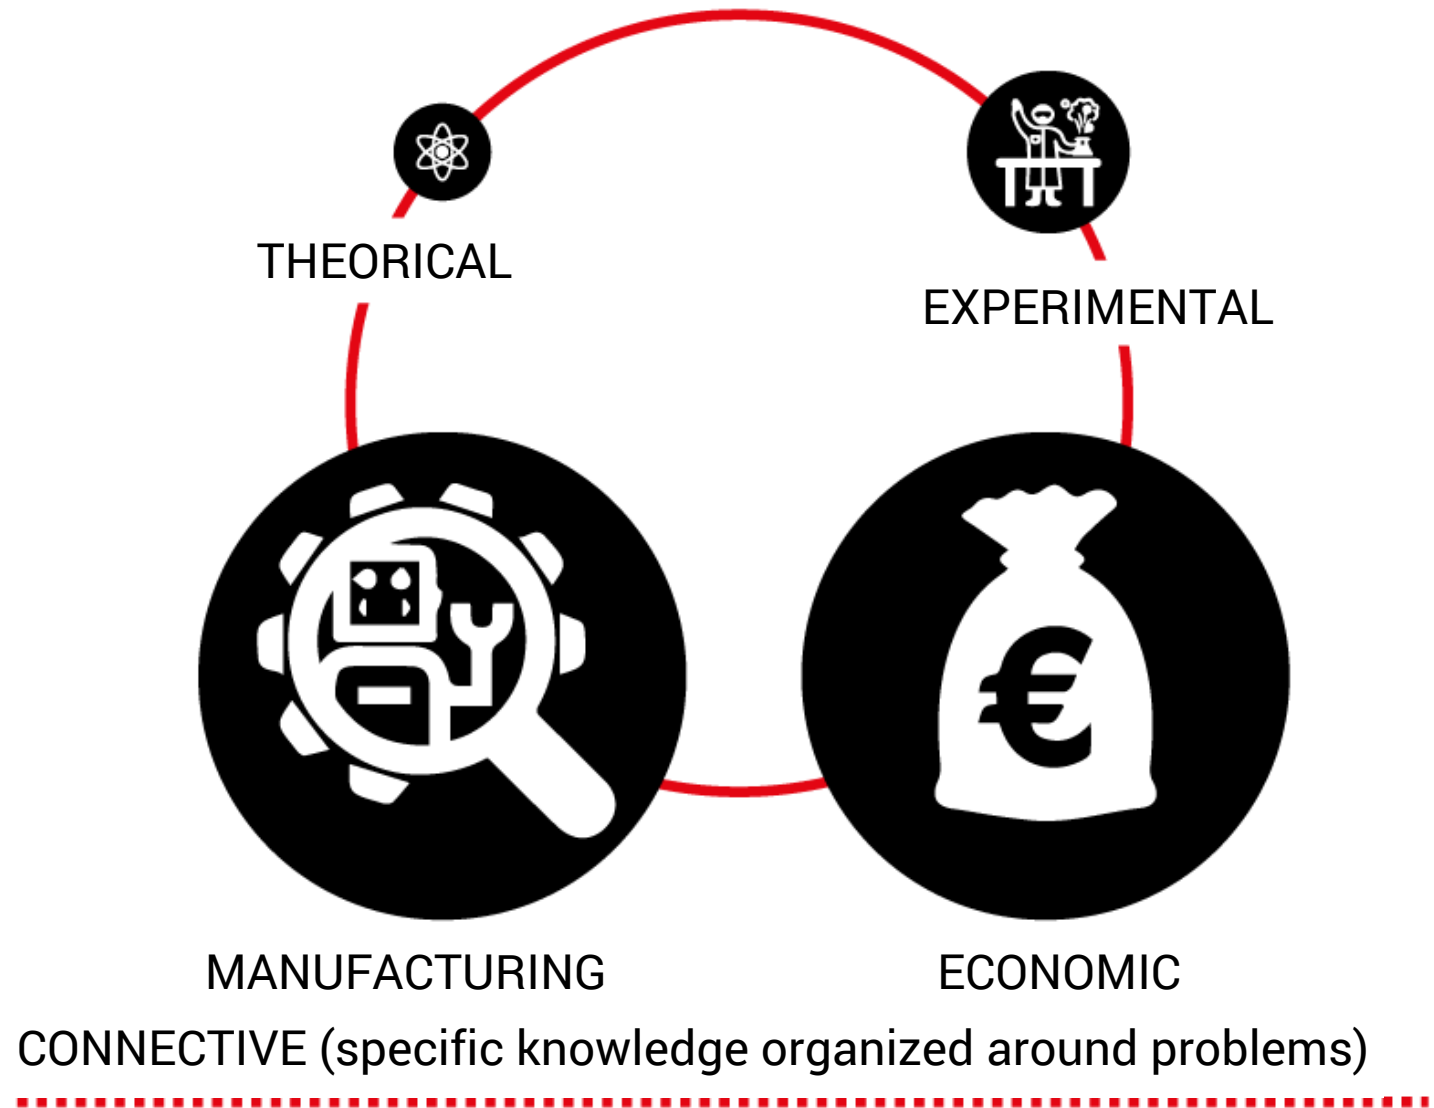 THEORICAL
EXPERIMENTAL
€
MANUFACTURING
ECONOMIC
CONNECTIVE (specific knowledge organized around problems)